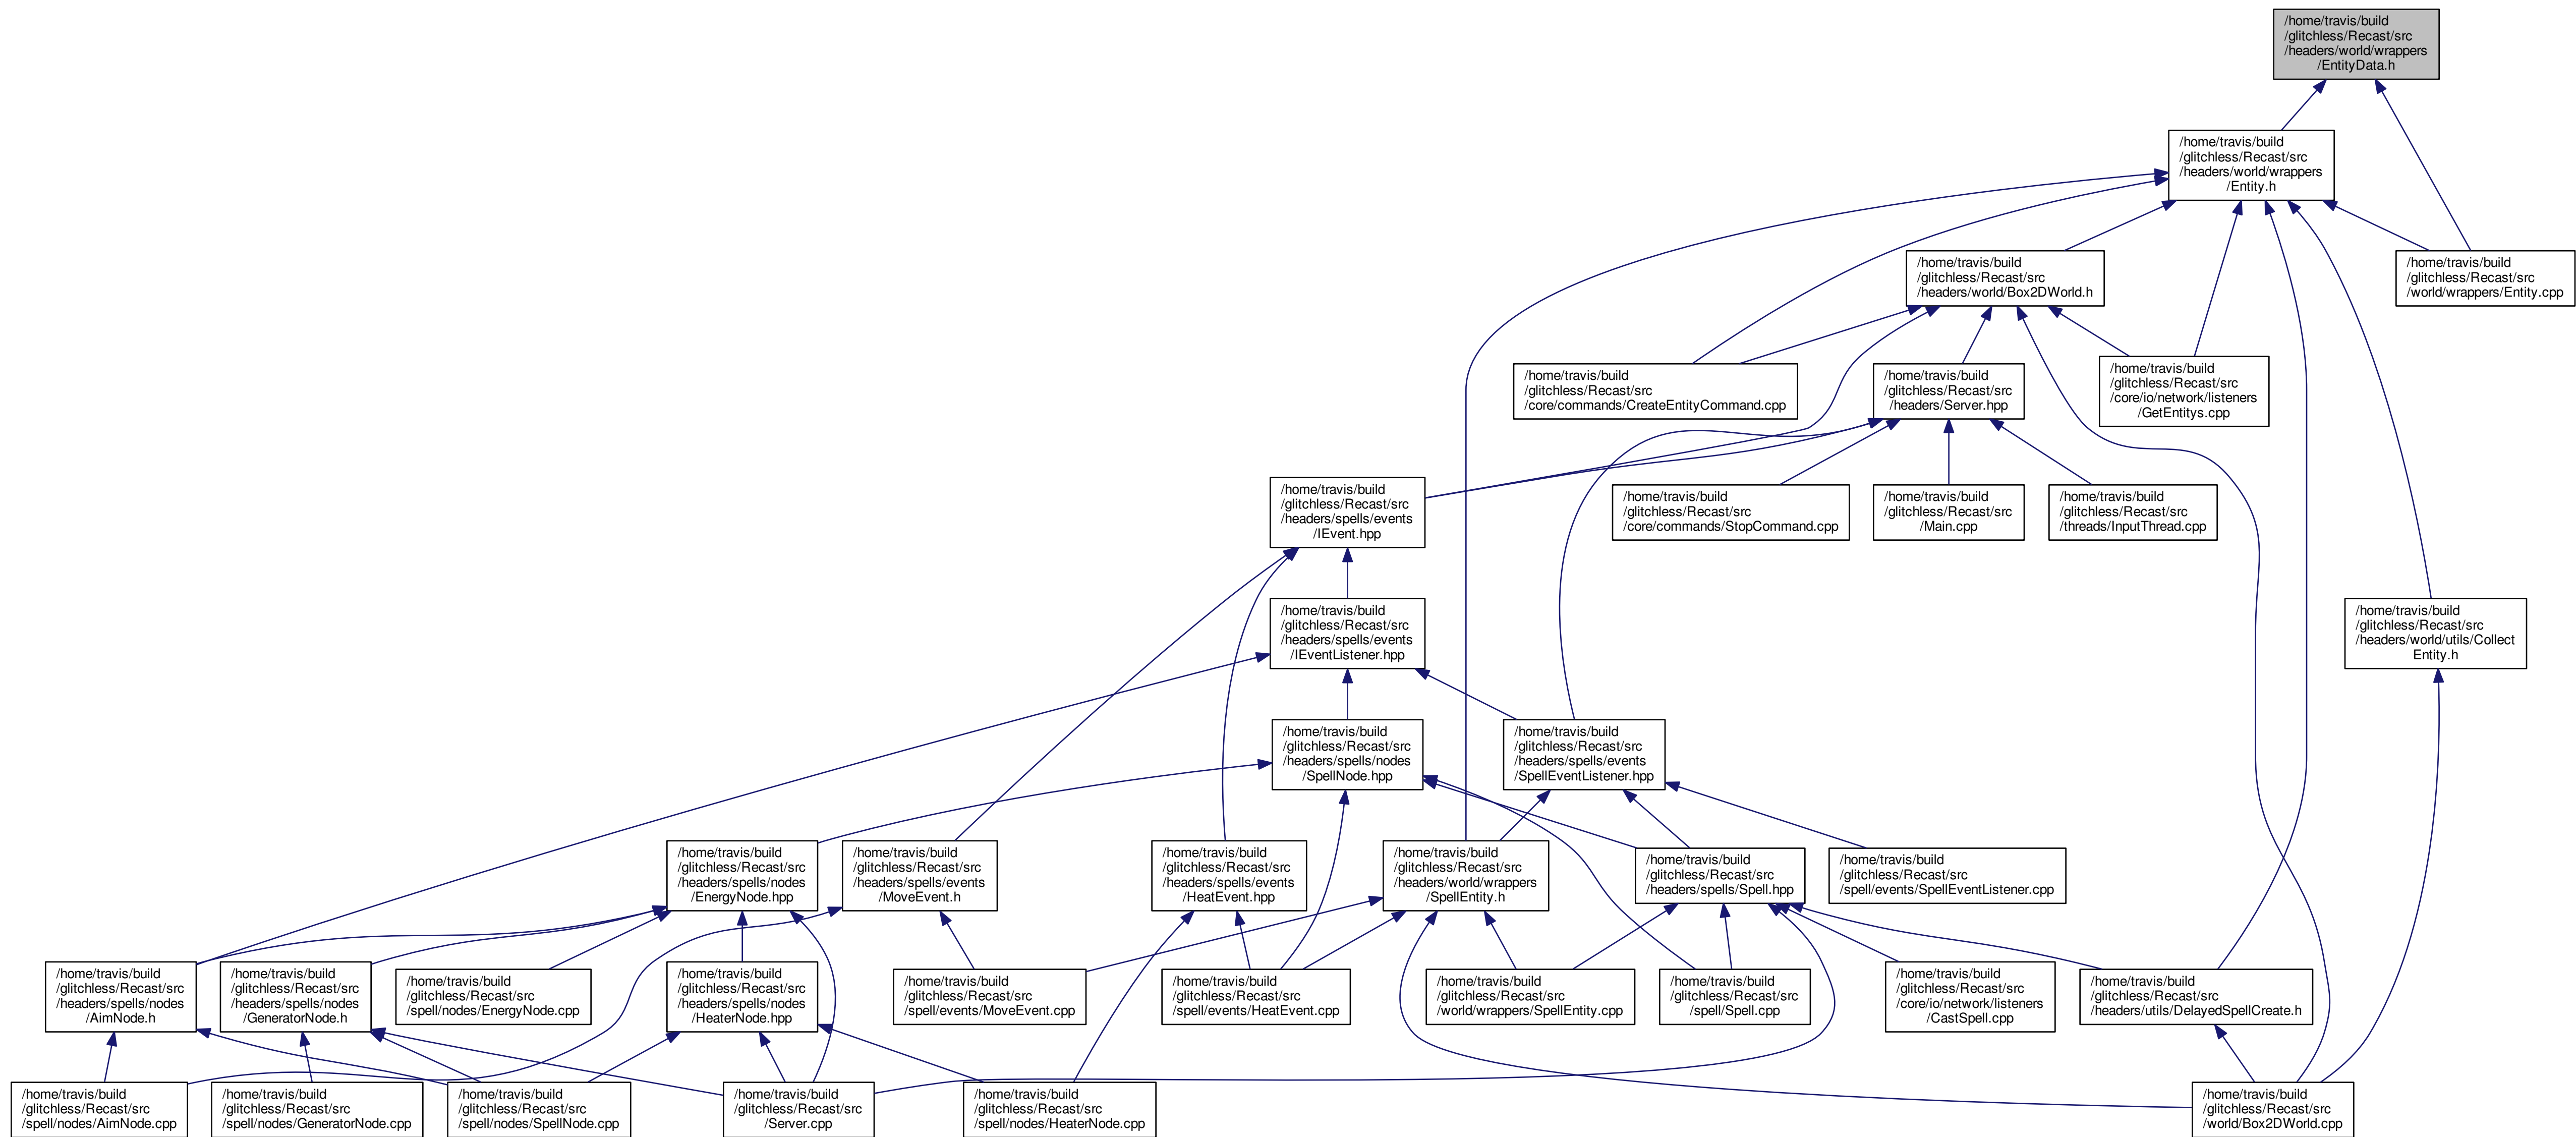 /home/travis/build
/glitchless/Recast/src
/headers/world/wrappers
/EntityData.h
/home/travis/build
/glitchless/Recast/src
/headers/world/wrappers
/Entity.h
/home/travis/build
/glitchless/Recast/src
/headers/world/Box2DWorld.h
/home/travis/build
/glitchless/Recast/src
/world/wrappers/Entity.cpp
/home/travis/build
/glitchless/Recast/src
/core/commands/CreateEntityCommand.cpp
/home/travis/build
/glitchless/Recast/src
/headers/Server.hpp
/home/travis/build
/glitchless/Recast/src
/core/io/network/listeners
/GetEntitys.cpp
/home/travis/build
/glitchless/Recast/src
/headers/spells/events
/IEvent.hpp
/home/travis/build
/glitchless/Recast/src
/core/commands/StopCommand.cpp
/home/travis/build
/glitchless/Recast/src
/Main.cpp
/home/travis/build
/glitchless/Recast/src
/threads/InputThread.cpp
/home/travis/build
/glitchless/Recast/src
/headers/spells/events
/IEventListener.hpp
/home/travis/build
/glitchless/Recast/src
/headers/world/utils/Collect
Entity.h
/home/travis/build
/glitchless/Recast/src
/headers/spells/nodes
/SpellNode.hpp
/home/travis/build
/glitchless/Recast/src
/headers/spells/events
/SpellEventListener.hpp
/home/travis/build
/glitchless/Recast/src
/headers/spells/nodes
/EnergyNode.hpp
/home/travis/build
/glitchless/Recast/src
/headers/spells/events
/MoveEvent.h
/home/travis/build
/glitchless/Recast/src
/headers/spells/events
/HeatEvent.hpp
/home/travis/build
/glitchless/Recast/src
/headers/world/wrappers
/SpellEntity.h
/home/travis/build
/glitchless/Recast/src
/headers/spells/Spell.hpp
/home/travis/build
/glitchless/Recast/src
/spell/events/SpellEventListener.cpp
/home/travis/build
/glitchless/Recast/src
/headers/spells/nodes
/AimNode.h
/home/travis/build
/glitchless/Recast/src
/headers/spells/nodes
/GeneratorNode.h
/home/travis/build
/glitchless/Recast/src
/spell/nodes/EnergyNode.cpp
/home/travis/build
/glitchless/Recast/src
/headers/spells/nodes
/HeaterNode.hpp
/home/travis/build
/glitchless/Recast/src
/spell/events/MoveEvent.cpp
/home/travis/build
/glitchless/Recast/src
/spell/events/HeatEvent.cpp
/home/travis/build
/glitchless/Recast/src
/world/wrappers/SpellEntity.cpp
/home/travis/build
/glitchless/Recast/src
/spell/Spell.cpp
/home/travis/build
/glitchless/Recast/src
/core/io/network/listeners
/CastSpell.cpp
/home/travis/build
/glitchless/Recast/src
/headers/utils/DelayedSpellCreate.h
/home/travis/build
/glitchless/Recast/src
/spell/nodes/AimNode.cpp
/home/travis/build
/glitchless/Recast/src
/spell/nodes/GeneratorNode.cpp
/home/travis/build
/glitchless/Recast/src
/spell/nodes/SpellNode.cpp
/home/travis/build
/glitchless/Recast/src
/Server.cpp
/home/travis/build
/glitchless/Recast/src
/spell/nodes/HeaterNode.cpp
/home/travis/build
/glitchless/Recast/src
/world/Box2DWorld.cpp